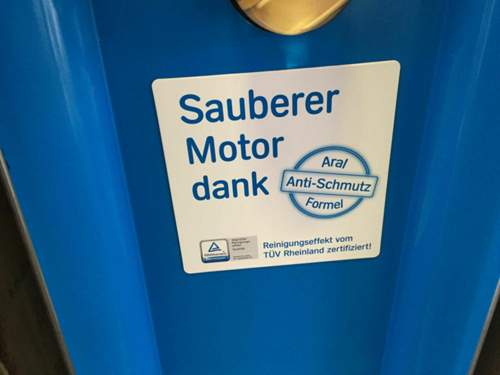 Sauberer
Motor
dank
Aral
Anti-Schmutz
Formel
Reinigungseffekt vom
TÜV Rheinland zertifiziert!